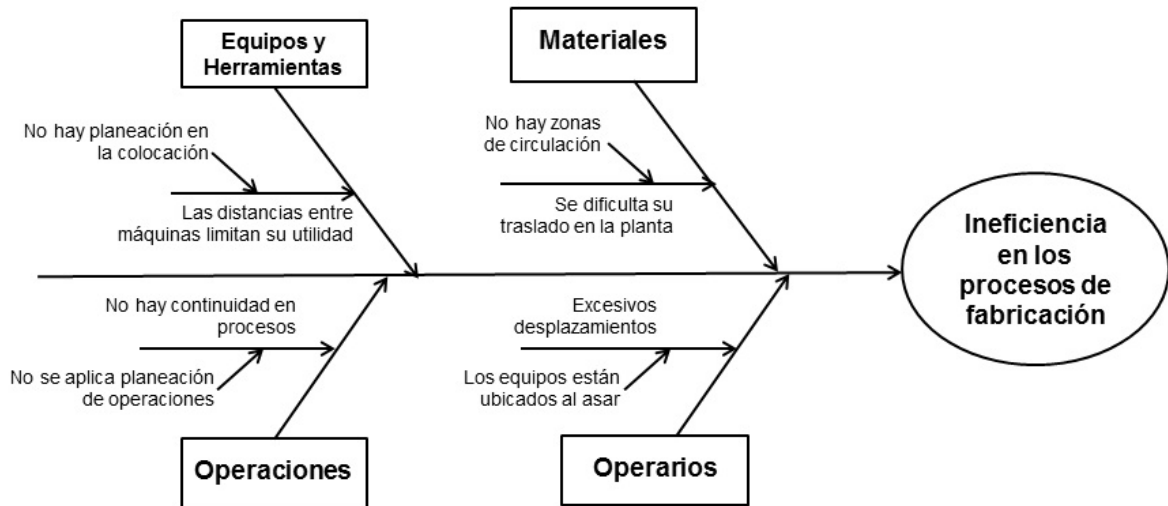 Equipos y
Herramientas
Materiales
No hay planeación en
la colocación
No hay zonas
de circulación
Las distancias entre
máquinas limitan su utilidad
Se dificulta su
traslado en la planta
Ineficiencia
en los
procesos de
fabricación
No hay continuidad en
procesos
Excesivos
desplazamientos
No se aplica planeación
de operaciones
Los equipos están
ubicados al asar
Operaciones
Operarios